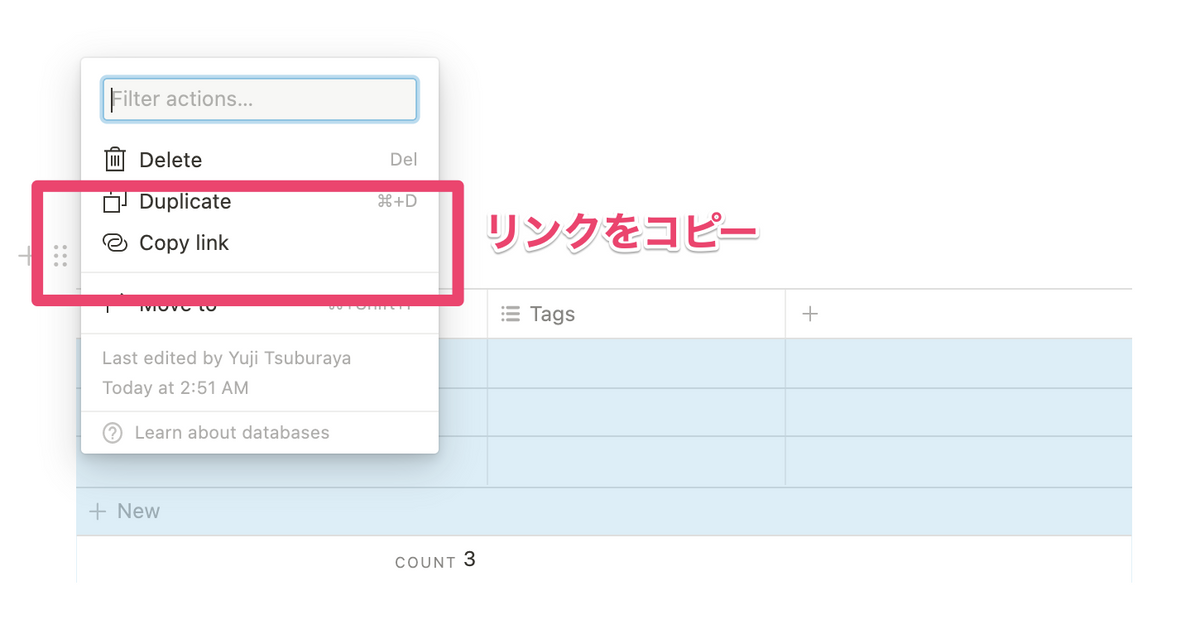 Filter actions...
Delete Del
Duplicate ⌘+D
Copy link
リンクをコピー
Move to ⌘+Shift+P
Tags
Last edited by Yuji Tsuburaya
Today at 2:51 AM
Learn about databases
New
COUNT 3